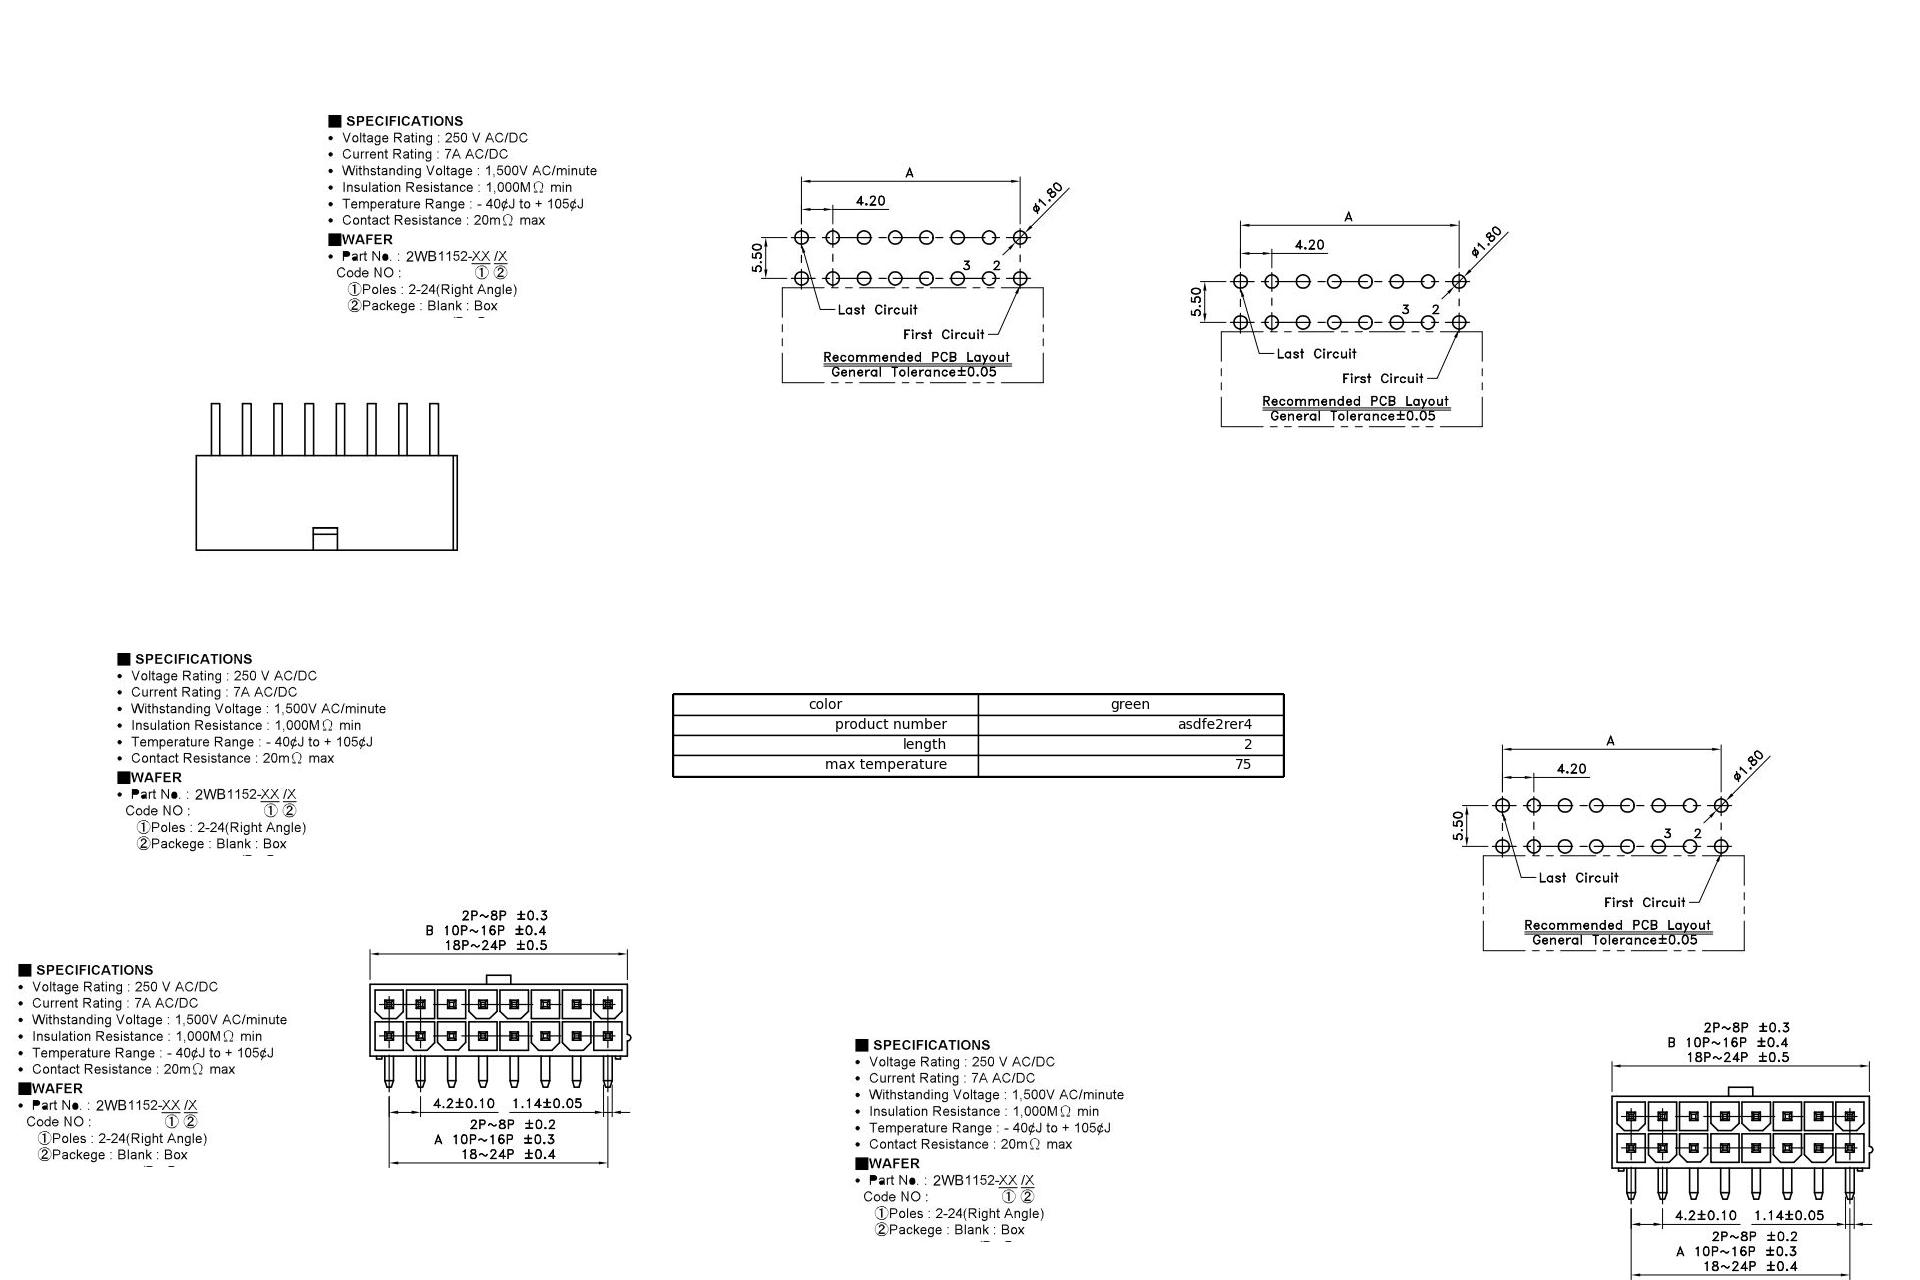 ■ SPECIFICATIONS
• Voltage Rating : 250 V AC/DC
• Current Rating : 7A AC/DC
• Withstanding Voltage : 1,500V AC/minute
• Insulation Resistance : 1,000MΩ min
• Temperature Range : - 40¢J to + 105¢J
• Contact Resistance : 20mΩ max
■WAFER
• Part No. : 2WB1152-XX /X
Code NO : ① ②
①Poles : 2-24(Right Angle)
②Packege : Blank : Box
A
4.20
ø1.80
5.50
3 2
Last Circuit
First Circuit
Recommended PCB Layout
General Tolerance±0.05
A
4.20
ø1.80
5.50
3 2
Last Circuit
First Circuit
Recommended PCB Layout
General Tolerance±0.05
■ SPECIFICATIONS
• Voltage Rating : 250 V AC/DC
• Current Rating : 7A AC/DC
• Withstanding Voltage : 1,500V AC/minute
• Insulation Resistance : 1,000MΩ min
• Temperature Range : - 40¢J to + 105¢J
• Contact Resistance : 20mΩ max
■WAFER
• Part No. : 2WB1152-XX /X
Code NO : ① ②
①Poles : 2-24(Right Angle)
②Packege : Blank : Box
color green
product number asdfe2rer4
length 2
max temperature 75
A
4.20
ø1.80
5.50
3 2
Last Circuit
First Circuit
Recommended PCB Layout
General Tolerance±0.05
■ SPECIFICATIONS
• Voltage Rating : 250 V AC/DC
• Current Rating : 7A AC/DC
• Withstanding Voltage : 1,500V AC/minute
• Insulation Resistance : 1,000MΩ min
• Temperature Range : - 40¢J to + 105¢J
• Contact Resistance : 20mΩ max
■WAFER
• Part No. : 2WB1152-XX /X
Code NO : ① ②
①Poles : 2-24(Right Angle)
②Packege : Blank : Box
2P~8P ±0.3
B 10P~16P ±0.4
18P~24P ±0.5
4.2±0.10 1.14±0.05
2P~8P ±0.2
A 10P~16P ±0.3
18~24P ±0.4
■ SPECIFICATIONS
• Voltage Rating : 250 V AC/DC
• Current Rating : 7A AC/DC
• Withstanding Voltage : 1,500V AC/minute
• Insulation Resistance : 1,000MΩ min
• Temperature Range : - 40¢J to + 105¢J
• Contact Resistance : 20mΩ max
■WAFER
• Part No. : 2WB1152-XX /X
Code NO : ① ②
①Poles : 2-24(Right Angle)
②Packege : Blank : Box
2P~8P ±0.3
B 10P~16P ±0.4
18P~24P ±0.5
4.2±0.10 1.14±0.05
2P~8P ±0.2
A 10P~16P ±0.3
18~24P ±0.4